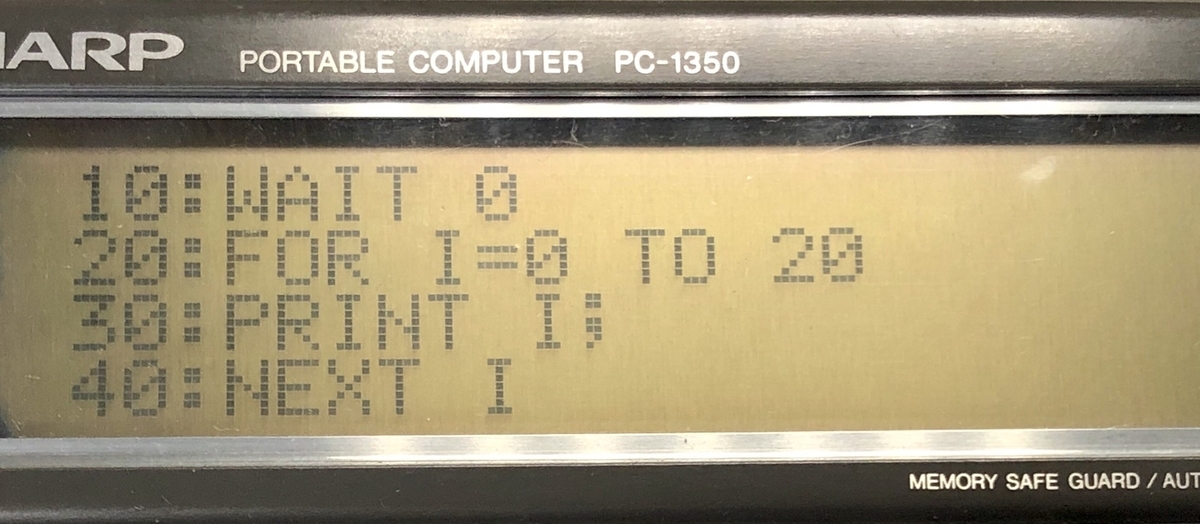 HARP PORTABLE COMPUTER PC-1350
10:WAIT 0
20:FOR I=0 TO 20
30:PRINT I;
40:NEXT I
MEMORY SAFE GUARD / AUT